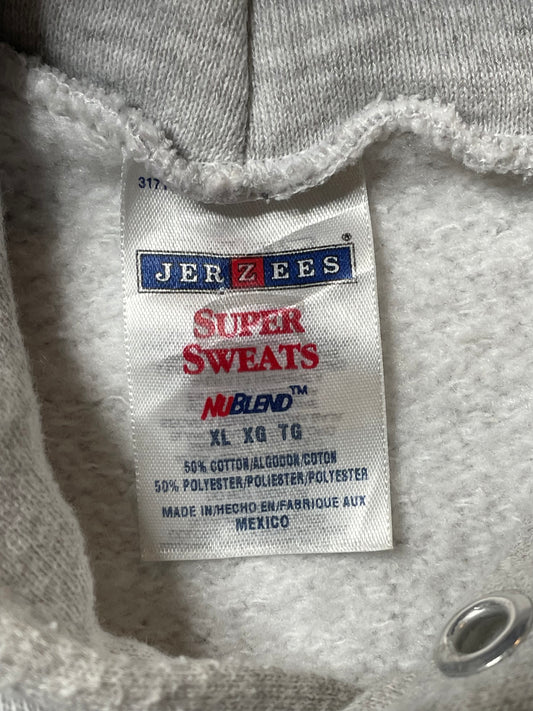 3171
JERZEES®
SUPER
SWEATS
NUBLEND™
XL XG TG
50% COTTON/ALGODON/COTON
50% POLYESTER/POLIESTER/POLYESTER
MADE IN/HECHO EN/FABRIQUE AUX
MEXICO